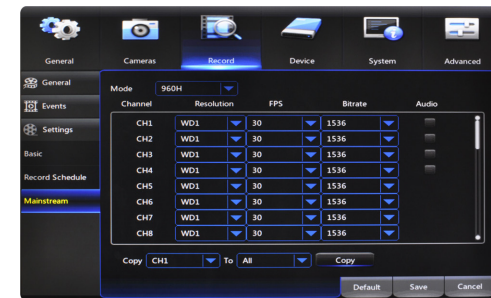 General Cameras Record Device System Advanced
General
Events
Settings
Basic
Record Schedule
Mainstream
Mode 960H
Channel Resolution FPS Bitrate Audio
CH1 WD1 30 1536
CH2 WD1 30 1536
CH3 WD1 30 1536
CH4 WD1 30 1536
CH5 WD1 30 1536
CH6 WD1 30 1536
CH7 WD1 30 1536
CH8 WD1 30 1536
Copy CH1 To All Copy
Default Save Cancel